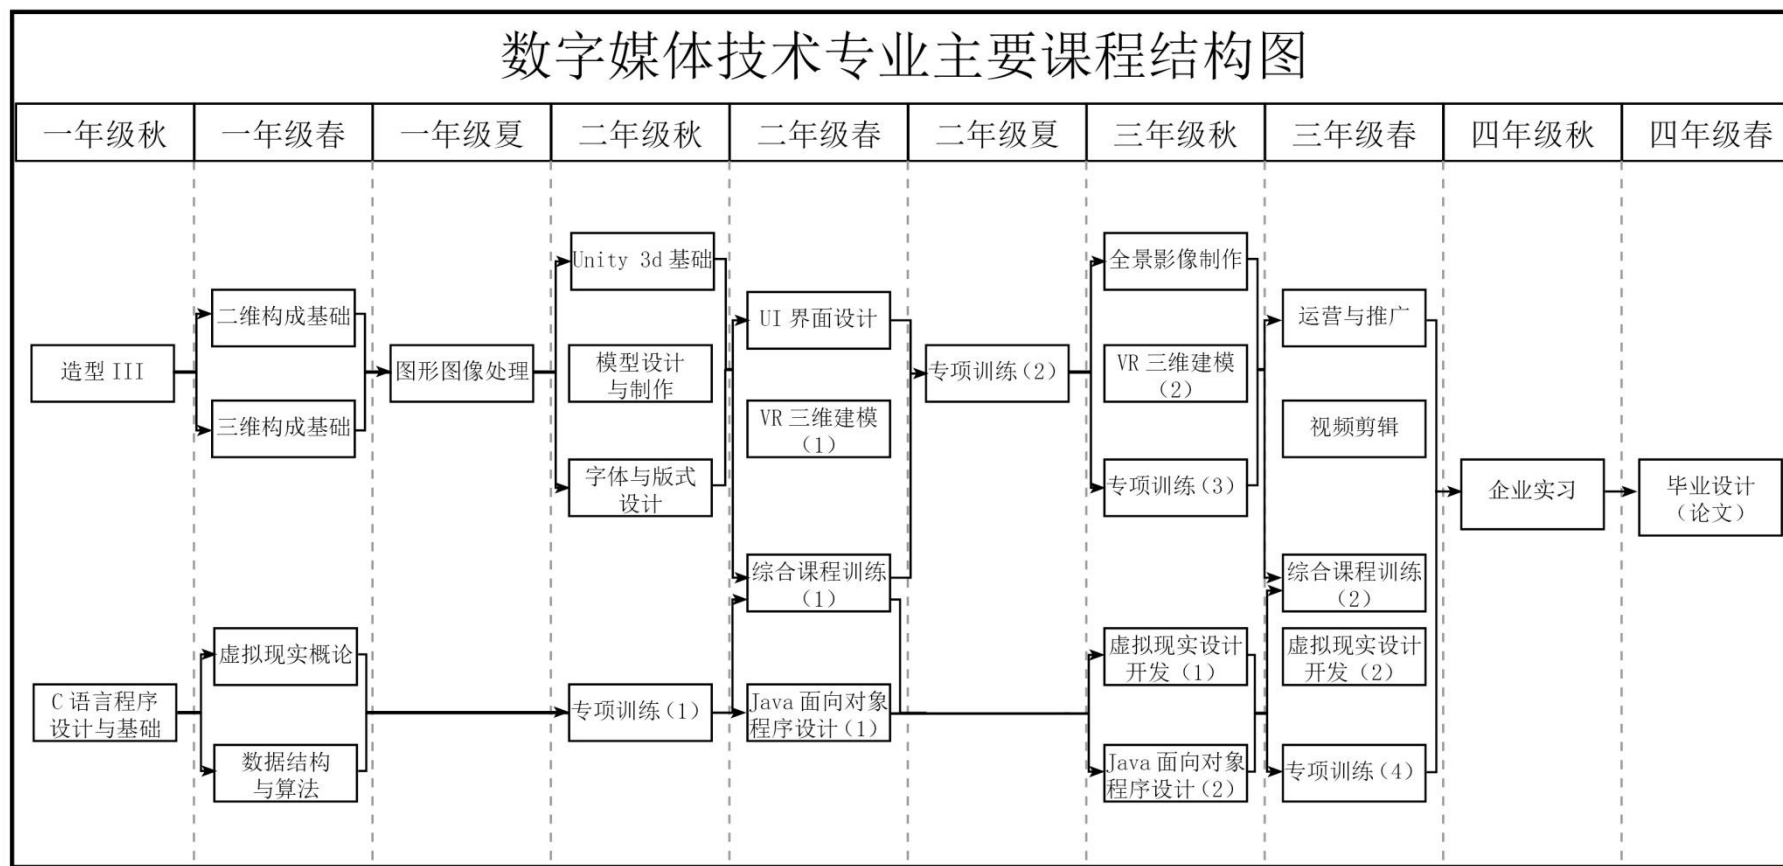 数字媒体技术专业主要课程结构图
一年级秋
一年级春
一年级夏
二年级秋
二年级春
二年级夏
三年级秋
三年级春
四年级秋
四年级春
造型 III
C 语言程序
设计与基础
二维构成基础
三维构成基础
虚拟现实概论
数据结构
与算法
图形图像处理
Unity 3d 基础
模型设计
与制作
字体与版式
设计
专项训练(1)
UI 界面设计
VR 三维建模
(1)
综合课程训练
(1)
Java 面向对象
程序设计(1)
专项训练(2)
全景影像制作
VR 三维建模
(2)
专项训练(3)
虚拟现实设计
开发(1)
Java 面向对象
程序设计(2)
运营与推广
视频剪辑
综合课程训练
(2)
虚拟现实设计
开发(2)
专项训练(4)
企业实习
毕业设计
(论文)